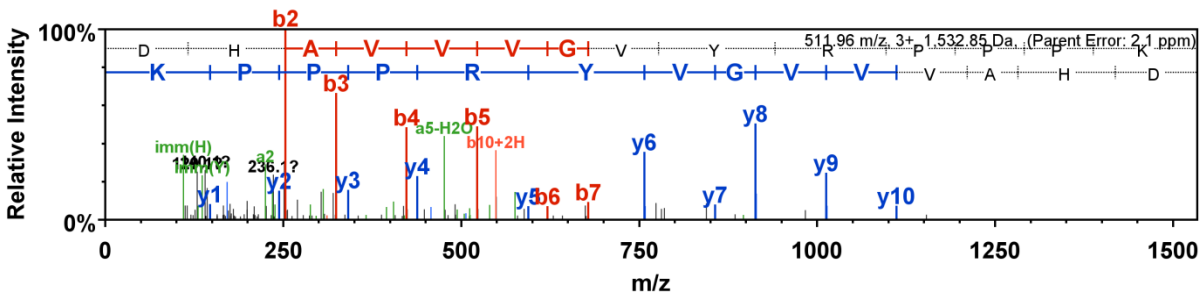 b2
100%
D H A V V V G V Y R P P P K
511.96 m/z, 3+, 1,532.85 Da, (Parent Error: 2.1 ppm)
K P P P R Y V G V V V A H D
b3
b4 b5 y8
a5-H2O
imm(H) b10+2H y6
a2
imm(Y) 236.1?
y1 y2 y3 y4 y5 b6 b7 y7 y9 y10
0%
0 250 500 750 1000 1250 1500
m/z
Relative Intensity